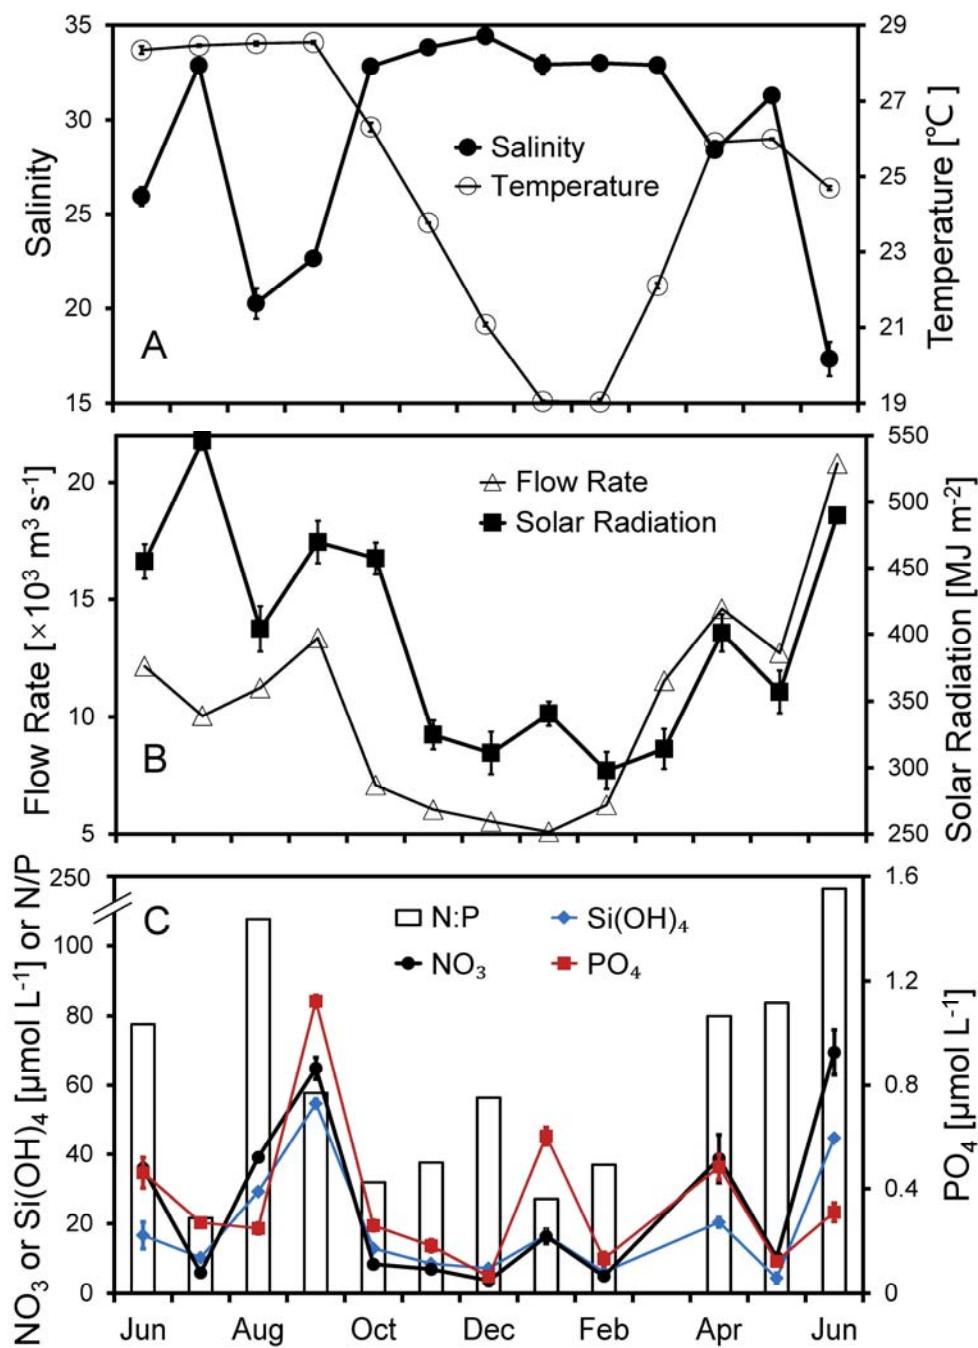 35
30
25
20
15
Salinity
Salinity
Temperature
A
29
27
25
23
21
19
Temperature [℃]
20
15
10
5
Flow Rate [×10³ m³ s⁻¹]
Flow Rate
Solar Radiation
B
550
500
450
400
350
300
250
Solar Radiation [MJ m⁻²]
250
100
80
60
40
20
0
NO₃ or Si(OH)₄ [µmol L⁻¹] or N/P
C
N:P
Si(OH)₄
NO₃
PO₄
1.6
1.2
0.8
0.4
0
PO₄ [µmol L⁻¹]
Jun Aug Oct Dec Feb Apr Jun